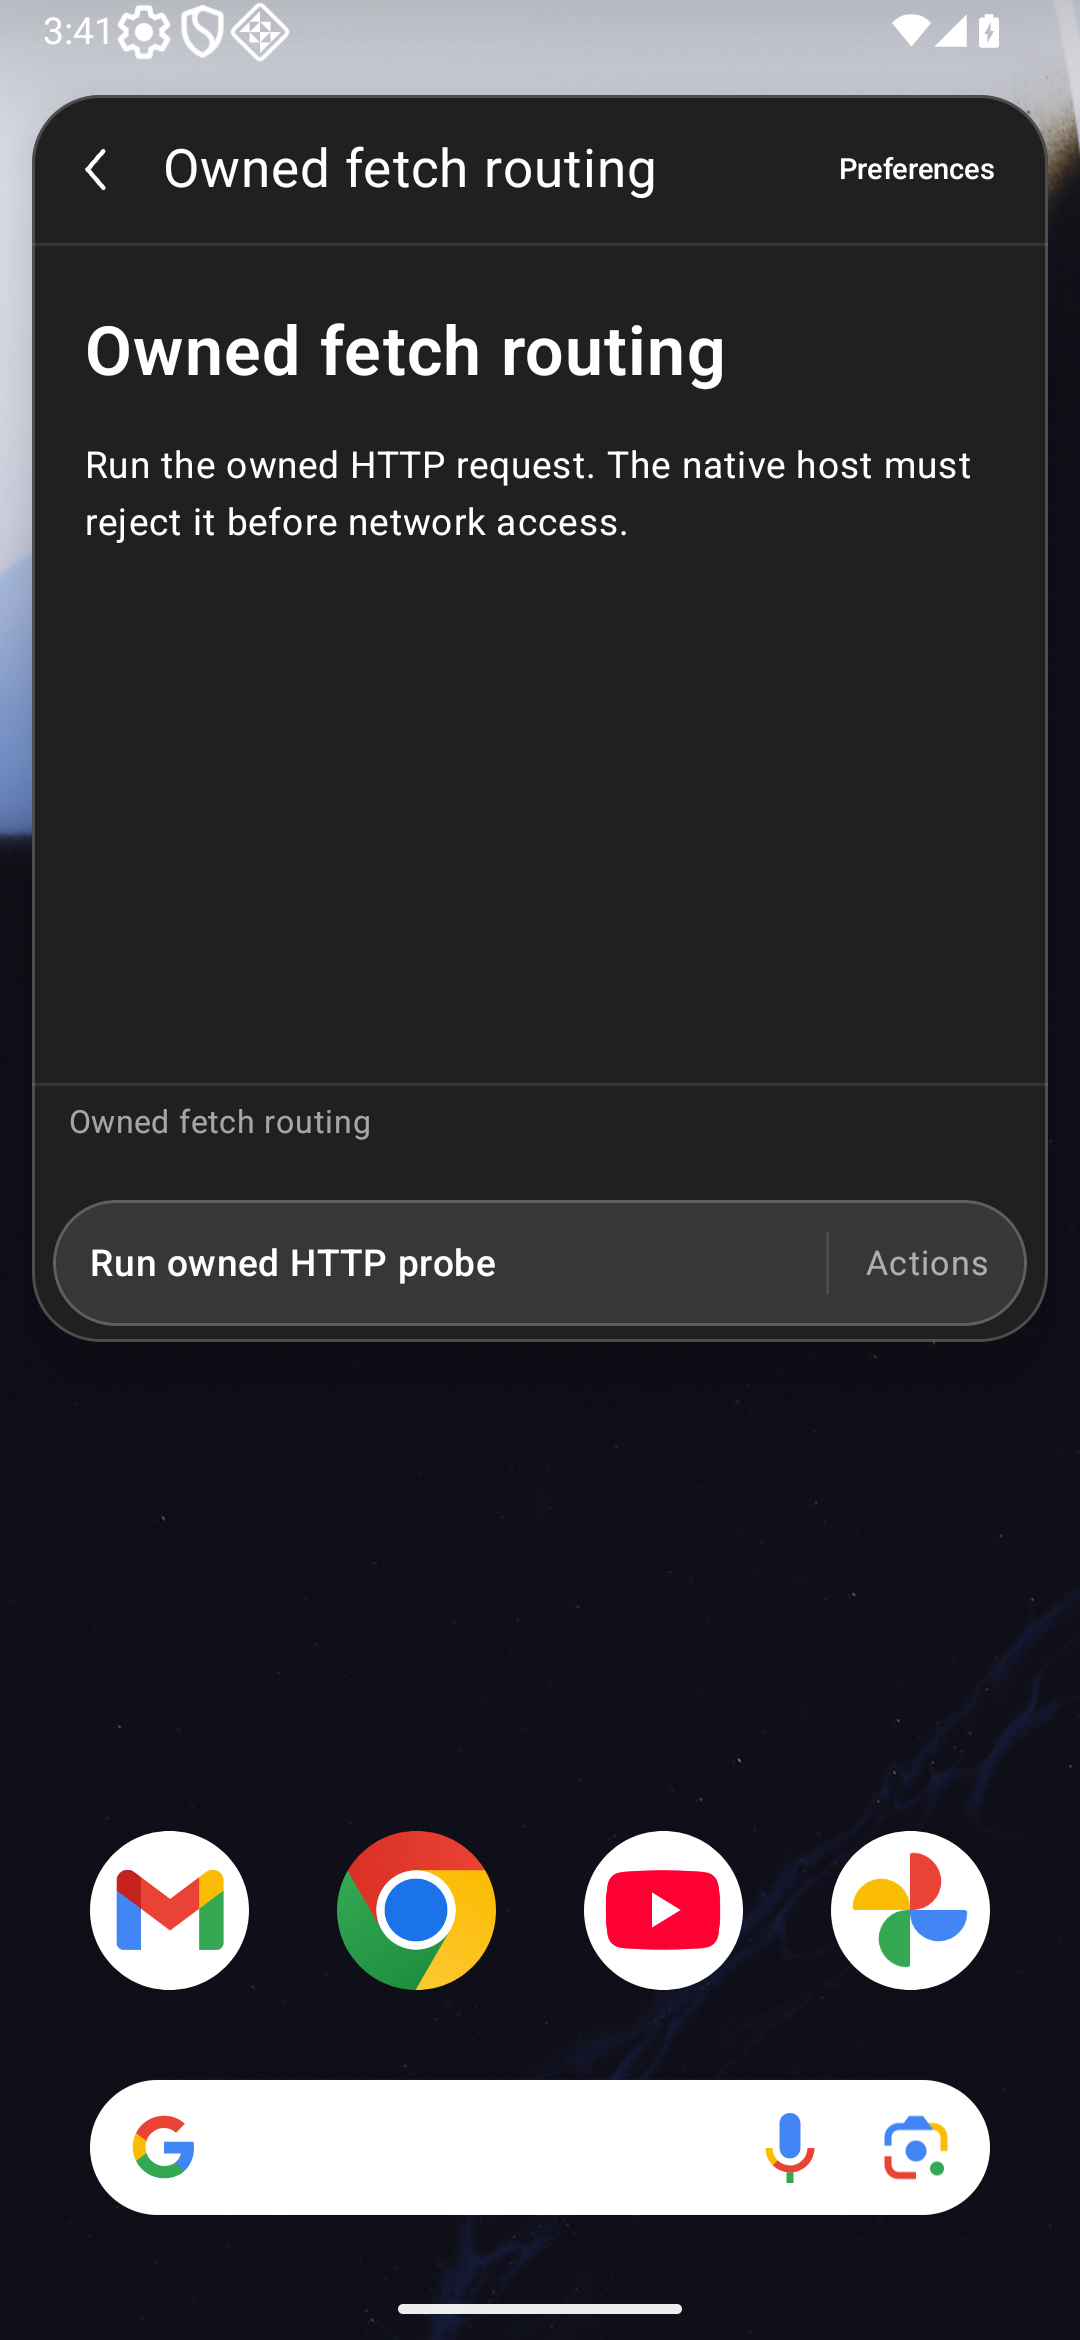 3:41
Owned fetch routing
Preferences
Owned fetch routing
Run the owned HTTP request. The native host must
reject it before network access.
Owned fetch routing
Run owned HTTP probe
Actions